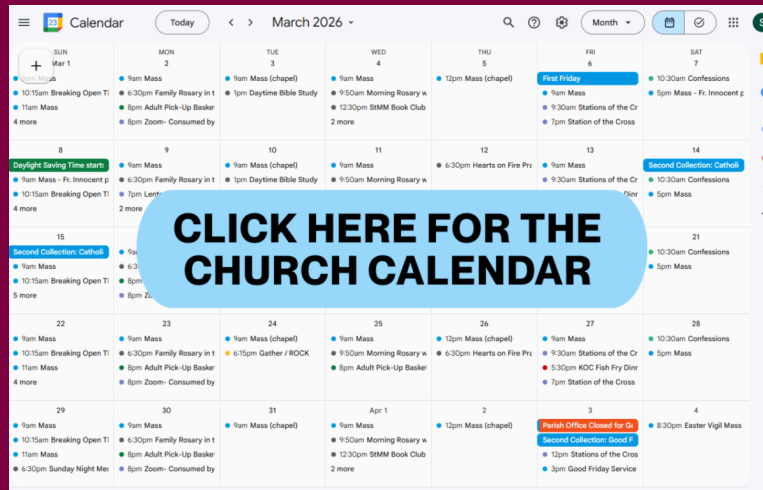 23 Calendar Today March 2026 Month
SUN MON TUE WED THU FRI SAT
Mar 1 2 3 4 5 6 7
9am Mass
10:15am Breaking Open T
11am Mass
4 more
9am Mass
6:30pm Family Rosary in t
8pm Adult Pick-Up Basket
8pm Zoom- Consumed by
9am Mass (chapel)
1pm Daytime Bible Study
9am Mass
9:50am Morning Rosary w
12:30pm StMM Book Club
2 more
12pm Mass (chapel)
First Friday
9am Mass
9:30am Stations of the Cr
7pm Station of the Cross
10:30am Confessions
5pm Mass - Fr. Innocent p
8 9 10 11 12 13 14
Daylight Saving Time starts
9am Mass - Fr. Innocent p
10:15am Breaking Open T
4 more
9am Mass
6:30pm Family Rosary in t
7pm Lent
2 more
9am Mass (chapel)
1pm Daytime Bible Study
9am Mass
9:50am Morning Rosary w
6:30pm Hearts on Fire Pra
9am Mass
9:30am Stations of the Cr
Dinr
Second Collection: Catholi
10:30am Confessions
5pm Mass
CLICK HERE FOR THE
CHURCH CALENDAR
15 21
Second Collection: Catholi
9am Mass
10:15am Breaking Open T
5 more
9a
6:3
8pm
8pm Z
10:30am Confessions
5pm Mass
22 23 24 25 26 27 28
9am Mass
10:15am Breaking Open T
11am Mass
4 more
9am Mass
6:30pm Family Rosary in t
8pm Adult Pick-Up Basket
8pm Zoom- Consumed by
9am Mass (chapel)
6:15pm Gather / ROCK
9am Mass
9:50am Morning Rosary w
8pm Adult Pick-Up Basket
12pm Mass (chapel)
6:30pm Hearts on Fire Pra
9am Mass
9:30am Stations of the Cr
5:30pm KOC Fish Fry Dinr
7pm Station of the Cross
10:30am Confessions
5pm Mass
29 30 31 Apr 1 2 3 4
9am Mass
10:15am Breaking Open T
11am Mass
6:30pm Sunday Night Me
9am Mass
6:30pm Family Rosary in t
8pm Adult Pick-Up Basket
8pm Zoom- Consumed by
9am Mass (chapel)
9am Mass
9:50am Morning Rosary w
12:30pm StMM Book Club
2 more
12pm Mass (chapel)
Parish Office Closed for Go
Second Collection: Good F
12pm Stations of the Cros
3pm Good Friday Service
8:30pm Easter Vigil Mass